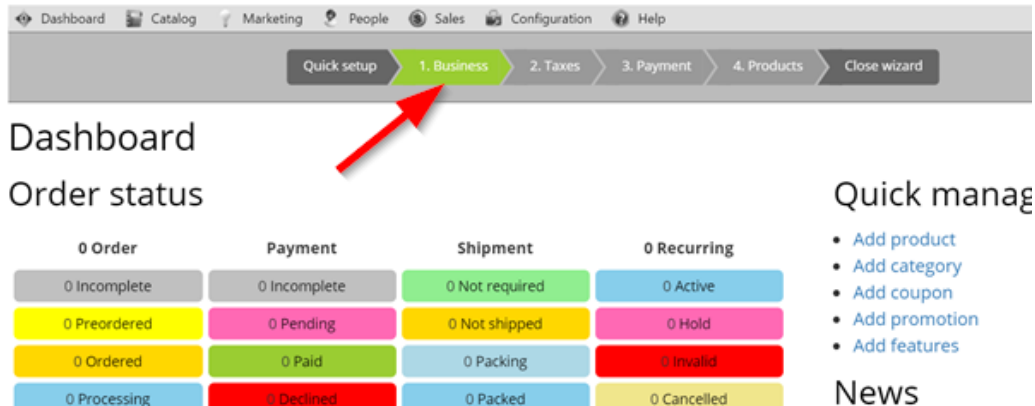 Dashboard Catalog Marketing People Sales Configuration Help
Quick setup 1. Business 2. Taxes 3. Payment 4. Products Close wizard
Dashboard
Order status
0 Order Payment Shipment 0 Recurring
0 Incomplete 0 Incomplete 0 Not required 0 Active
0 Preordered 0 Pending 0 Not shipped 0 Hold
0 Ordered 0 Paid 0 Packing 0 Invalid
0 Processing 0 Declined 0 Packed 0 Cancelled
Quick manag
Add product
Add category
Add coupon
Add promotion
Add features
News